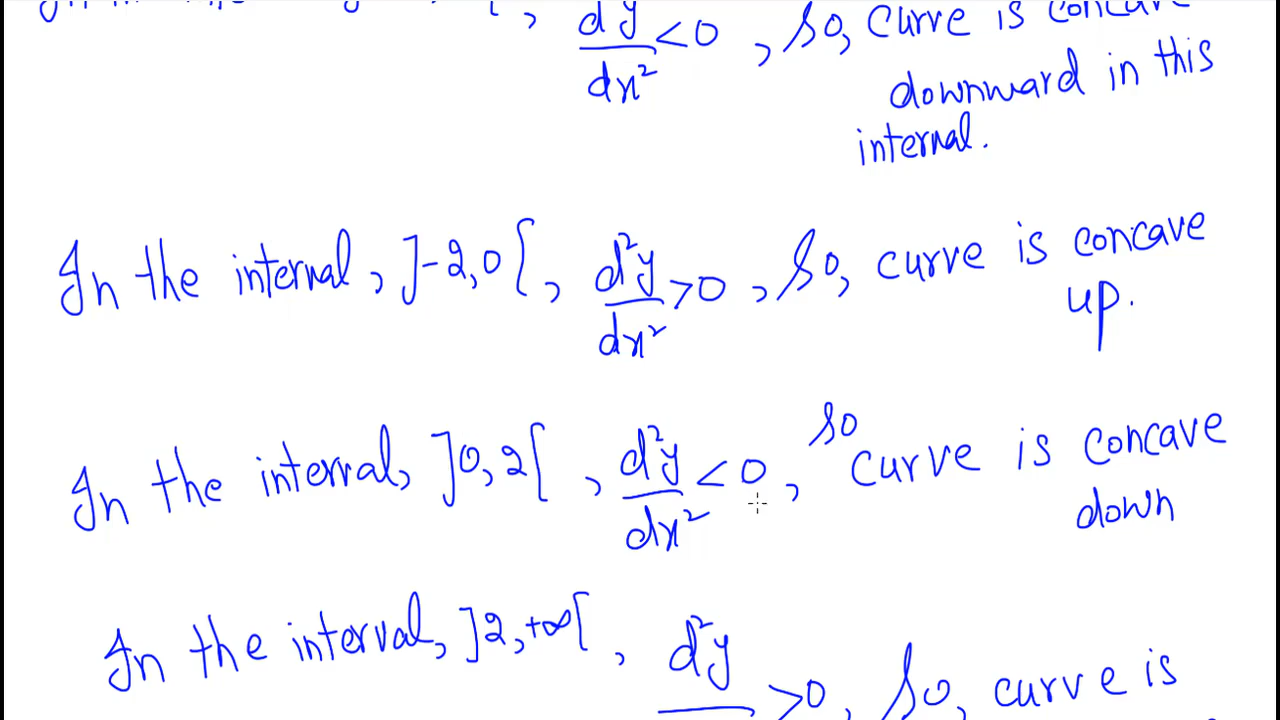 d²y/dx² < 0, So, curve is concave
downward in this
internal.
In the internal, ]-2, 0[, d²y/dx² > 0, So, curve is concave
up.
In the interval, ]0, 2[, d²y/dx² < 0, so curve is concave
down
In the interval, ]2, +∞[, d²y > 0, So, curve is